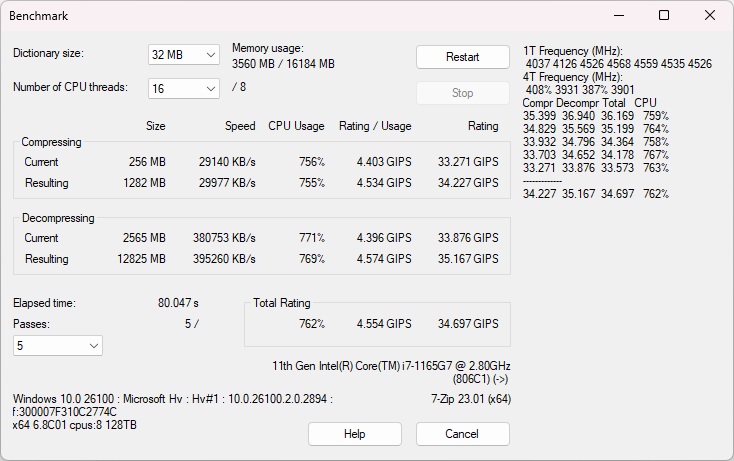 Benchmark
Dictionary size:
32 MB
Memory usage:
3560 MB / 16184 MB
Restart
Number of CPU threads:
16
/ 8
Stop
Size Speed CPU Usage Rating / Usage Rating
Compressing
Current 256 MB 29140 KB/s 756% 4.403 GIPS 33.271 GIPS
Resulting 1282 MB 29977 KB/s 755% 4.534 GIPS 34.227 GIPS
Decompressing
Current 2565 MB 380753 KB/s 771% 4.396 GIPS 33.876 GIPS
Resulting 12825 MB 395260 KB/s 769% 4.574 GIPS 35.167 GIPS
Elapsed time: 80.047 s
Passes: 5 /
5
Total Rating
762% 4.554 GIPS 34.697 GIPS
11th Gen Intel(R) Core(TM) i7-1165G7 @ 2.80GHz
(806C1) (->)
Windows 10.0 26100 : Microsoft Hv : Hv#1 : 10.0.26100.2.0.2894 :
f:300007F310C2774C
x64 6.8C01 cpus:8 128TB
7-Zip 23.01 (x64)
Help
Cancel
1T Frequency (MHz):
4037 4126 4526 4568 4559 4535 4526
4T Frequency (MHz):
408% 3931 387% 3901
Compr Decompr Total CPU
35.399 36.940 36.169 759%
34.829 35.569 35.199 764%
33.932 34.796 34.364 758%
33.703 34.652 34.178 767%
33.271 33.876 33.573 763%
-------------
34.227 35.167 34.697 762%